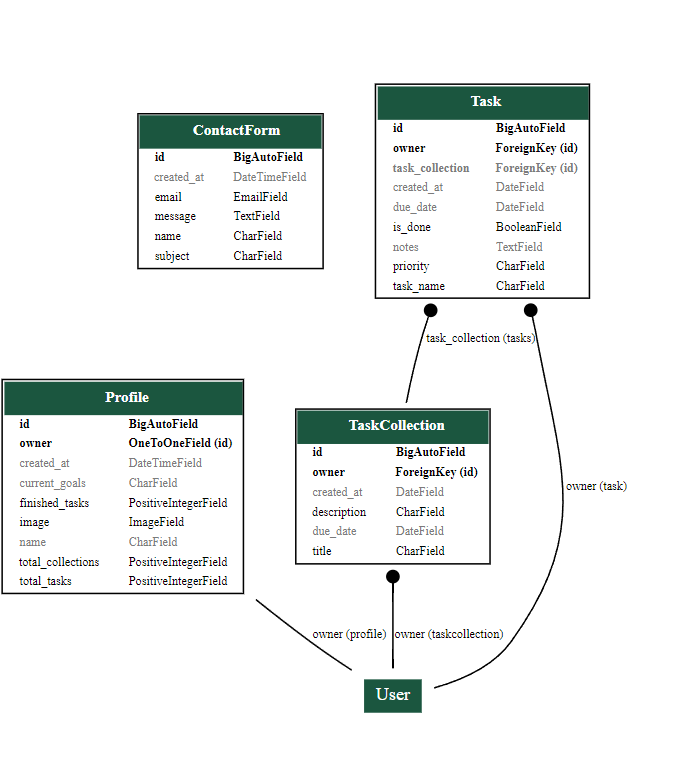 Task
id BigAutoField
owner ForeignKey (id)
task_collection ForeignKey (id)
created_at DateField
due_date DateField
is_done BooleanField
notes TextField
priority CharField
task_name CharField
ContactForm
id BigAutoField
created_at DateTimeField
email EmailField
message TextField
name CharField
subject CharField
task_collection (tasks)
Profile
id BigAutoField
owner OneToOneField (id)
created_at DateTimeField
current_goals CharField
finished_tasks PositiveIntegerField
image ImageField
name CharField
total_collections PositiveIntegerField
total_tasks PositiveIntegerField
TaskCollection
id BigAutoField
owner ForeignKey (id)
created_at DateField
description CharField
due_date DateField
title CharField
owner (task)
owner (profile)
owner (taskcollection)
User